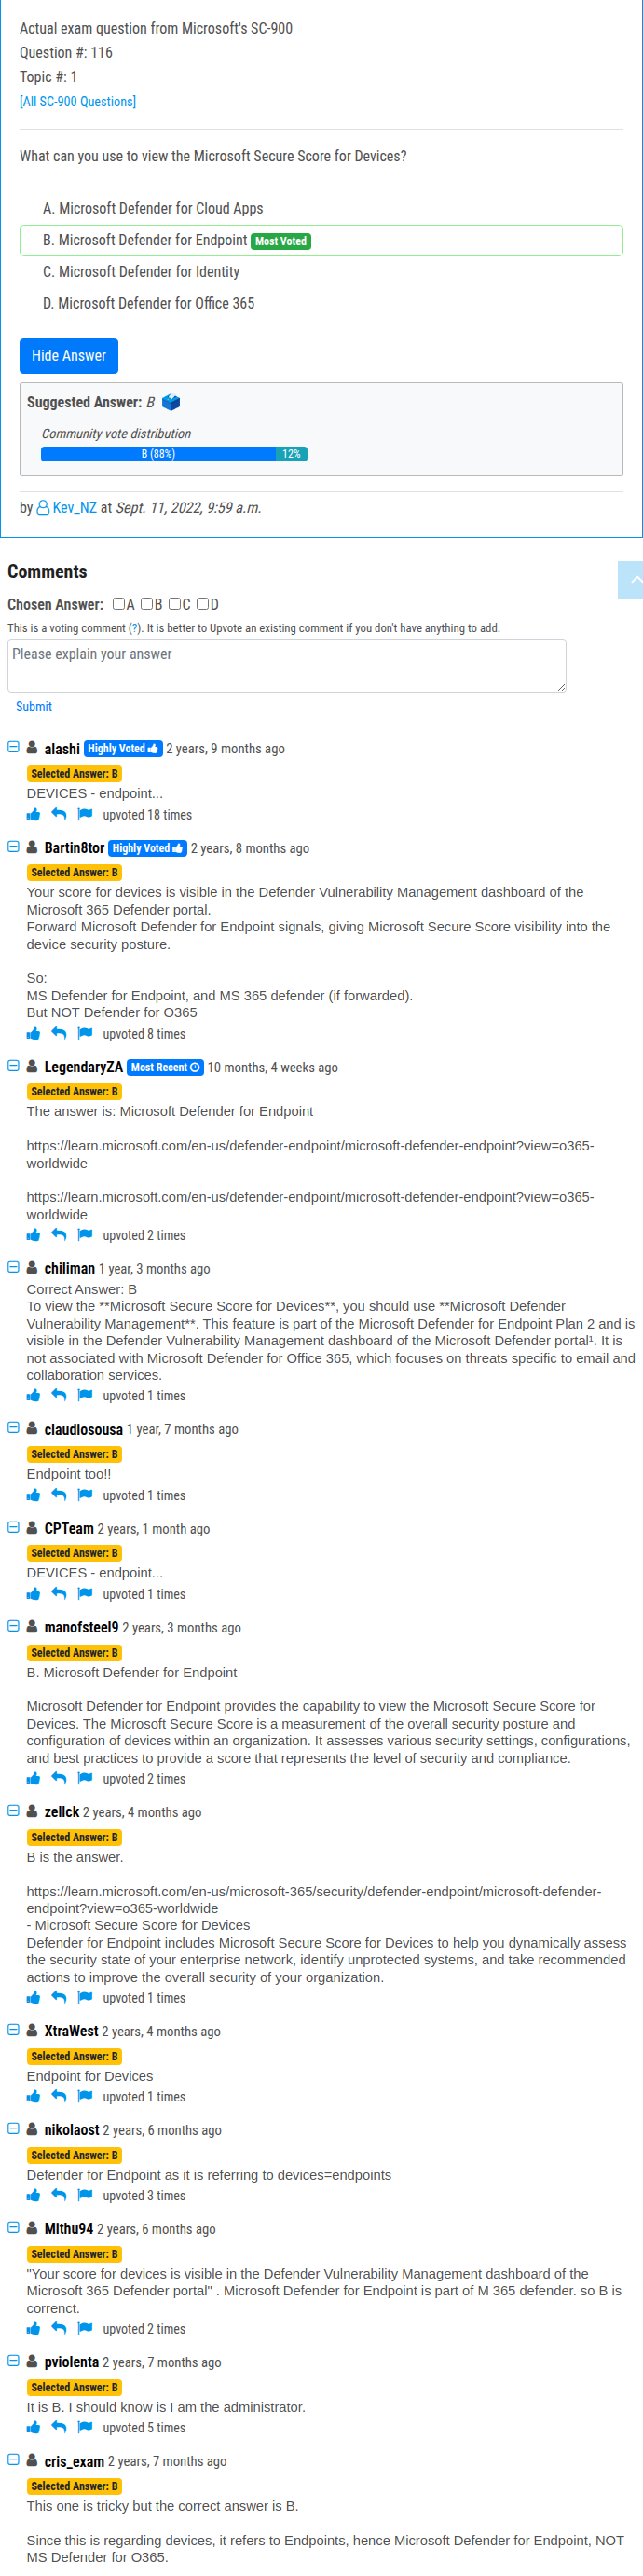 Actual exam question from Microsoft's SC-900
Question #: 116
Topic #: 1
[All SC-900 Questions]
What can you use to view the Microsoft Secure Score for Devices?
A. Microsoft Defender for Cloud Apps
B. Microsoft Defender for Endpoint Most Voted
C. Microsoft Defender for Identity
D. Microsoft Defender for Office 365
Hide Answer
Suggested Answer: B
Community vote distribution
B (88%) 12%
by Kev_NZ at Sept. 11, 2022, 9:59 a.m.
Comments
Chosen Answer: A B C D
This is a voting comment (?). It is better to Upvote an existing comment if you don't have anything to add.
Please explain your answer
Submit
alashi Highly Voted 2 years, 9 months ago
Selected Answer: B
DEVICES - endpoint...
upvoted 18 times
Bartin8tor Highly Voted 2 years, 8 months ago
Selected Answer: B
Your score for devices is visible in the Defender Vulnerability Management dashboard of the
Microsoft 365 Defender portal.
Forward Microsoft Defender for Endpoint signals, giving Microsoft Secure Score visibility into the
device security posture.
So:
MS Defender for Endpoint, and MS 365 defender (if forwarded).
But NOT Defender for O365
upvoted 8 times
LegendaryZA Most Recent 10 months, 4 weeks ago
Selected Answer: B
The answer is: Microsoft Defender for Endpoint
https://learn.microsoft.com/en-us/defender-endpoint/microsoft-defender-endpoint?view=o365-
worldwide
https://learn.microsoft.com/en-us/defender-endpoint/microsoft-defender-endpoint?view=o365-
worldwide
upvoted 2 times
chiliman 1 year, 3 months ago
Correct Answer: B
To view the **Microsoft Secure Score for Devices**, you should use **Microsoft Defender
Vulnerability Management**. This feature is part of the Microsoft Defender for Endpoint Plan 2 and is
visible in the Defender Vulnerability Management dashboard of the Microsoft Defender portal¹. It is
not associated with Microsoft Defender for Office 365, which focuses on threats specific to email and
collaboration services.
upvoted 1 times
claudiosousa 1 year, 7 months ago
Selected Answer: B
Endpoint too!!
upvoted 1 times
CPTeam 2 years, 1 month ago
Selected Answer: B
DEVICES - endpoint...
upvoted 1 times
manofsteel9 2 years, 3 months ago
Selected Answer: B
B. Microsoft Defender for Endpoint
Microsoft Defender for Endpoint provides the capability to view the Microsoft Secure Score for
Devices. The Microsoft Secure Score is a measurement of the overall security posture and
configuration of devices within an organization. It assesses various security settings, configurations,
and best practices to provide a score that represents the level of security and compliance.
upvoted 2 times
zellck 2 years, 4 months ago
Selected Answer: B
B is the answer.
https://learn.microsoft.com/en-us/microsoft-365/security/defender-endpoint/microsoft-defender-
endpoint?view=o365-worldwide
- Microsoft Secure Score for Devices
Defender for Endpoint includes Microsoft Secure Score for Devices to help you dynamically assess
the security state of your enterprise network, identify unprotected systems, and take recommended
actions to improve the overall security of your organization.
upvoted 1 times
XtraWest 2 years, 4 months ago
Selected Answer: B
Endpoint for Devices
upvoted 1 times
nikolaost 2 years, 6 months ago
Selected Answer: B
Defender for Endpoint as it is referring to devices=endpoints
upvoted 3 times
Mithu94 2 years, 6 months ago
Selected Answer: B
"Your score for devices is visible in the Defender Vulnerability Management dashboard of the
Microsoft 365 Defender portal" . Microsoft Defender for Endpoint is part of M 365 defender. so B is
correnct.
upvoted 2 times
pviolenta 2 years, 7 months ago
Selected Answer: B
It is B. I should know is I am the administrator.
upvoted 5 times
cris_exam 2 years, 7 months ago
Selected Answer: B
This one is tricky but the correct answer is B.
Since this is regarding devices, it refers to Endpoints, hence Microsoft Defender for Endpoint, NOT
MS Defender for O365.